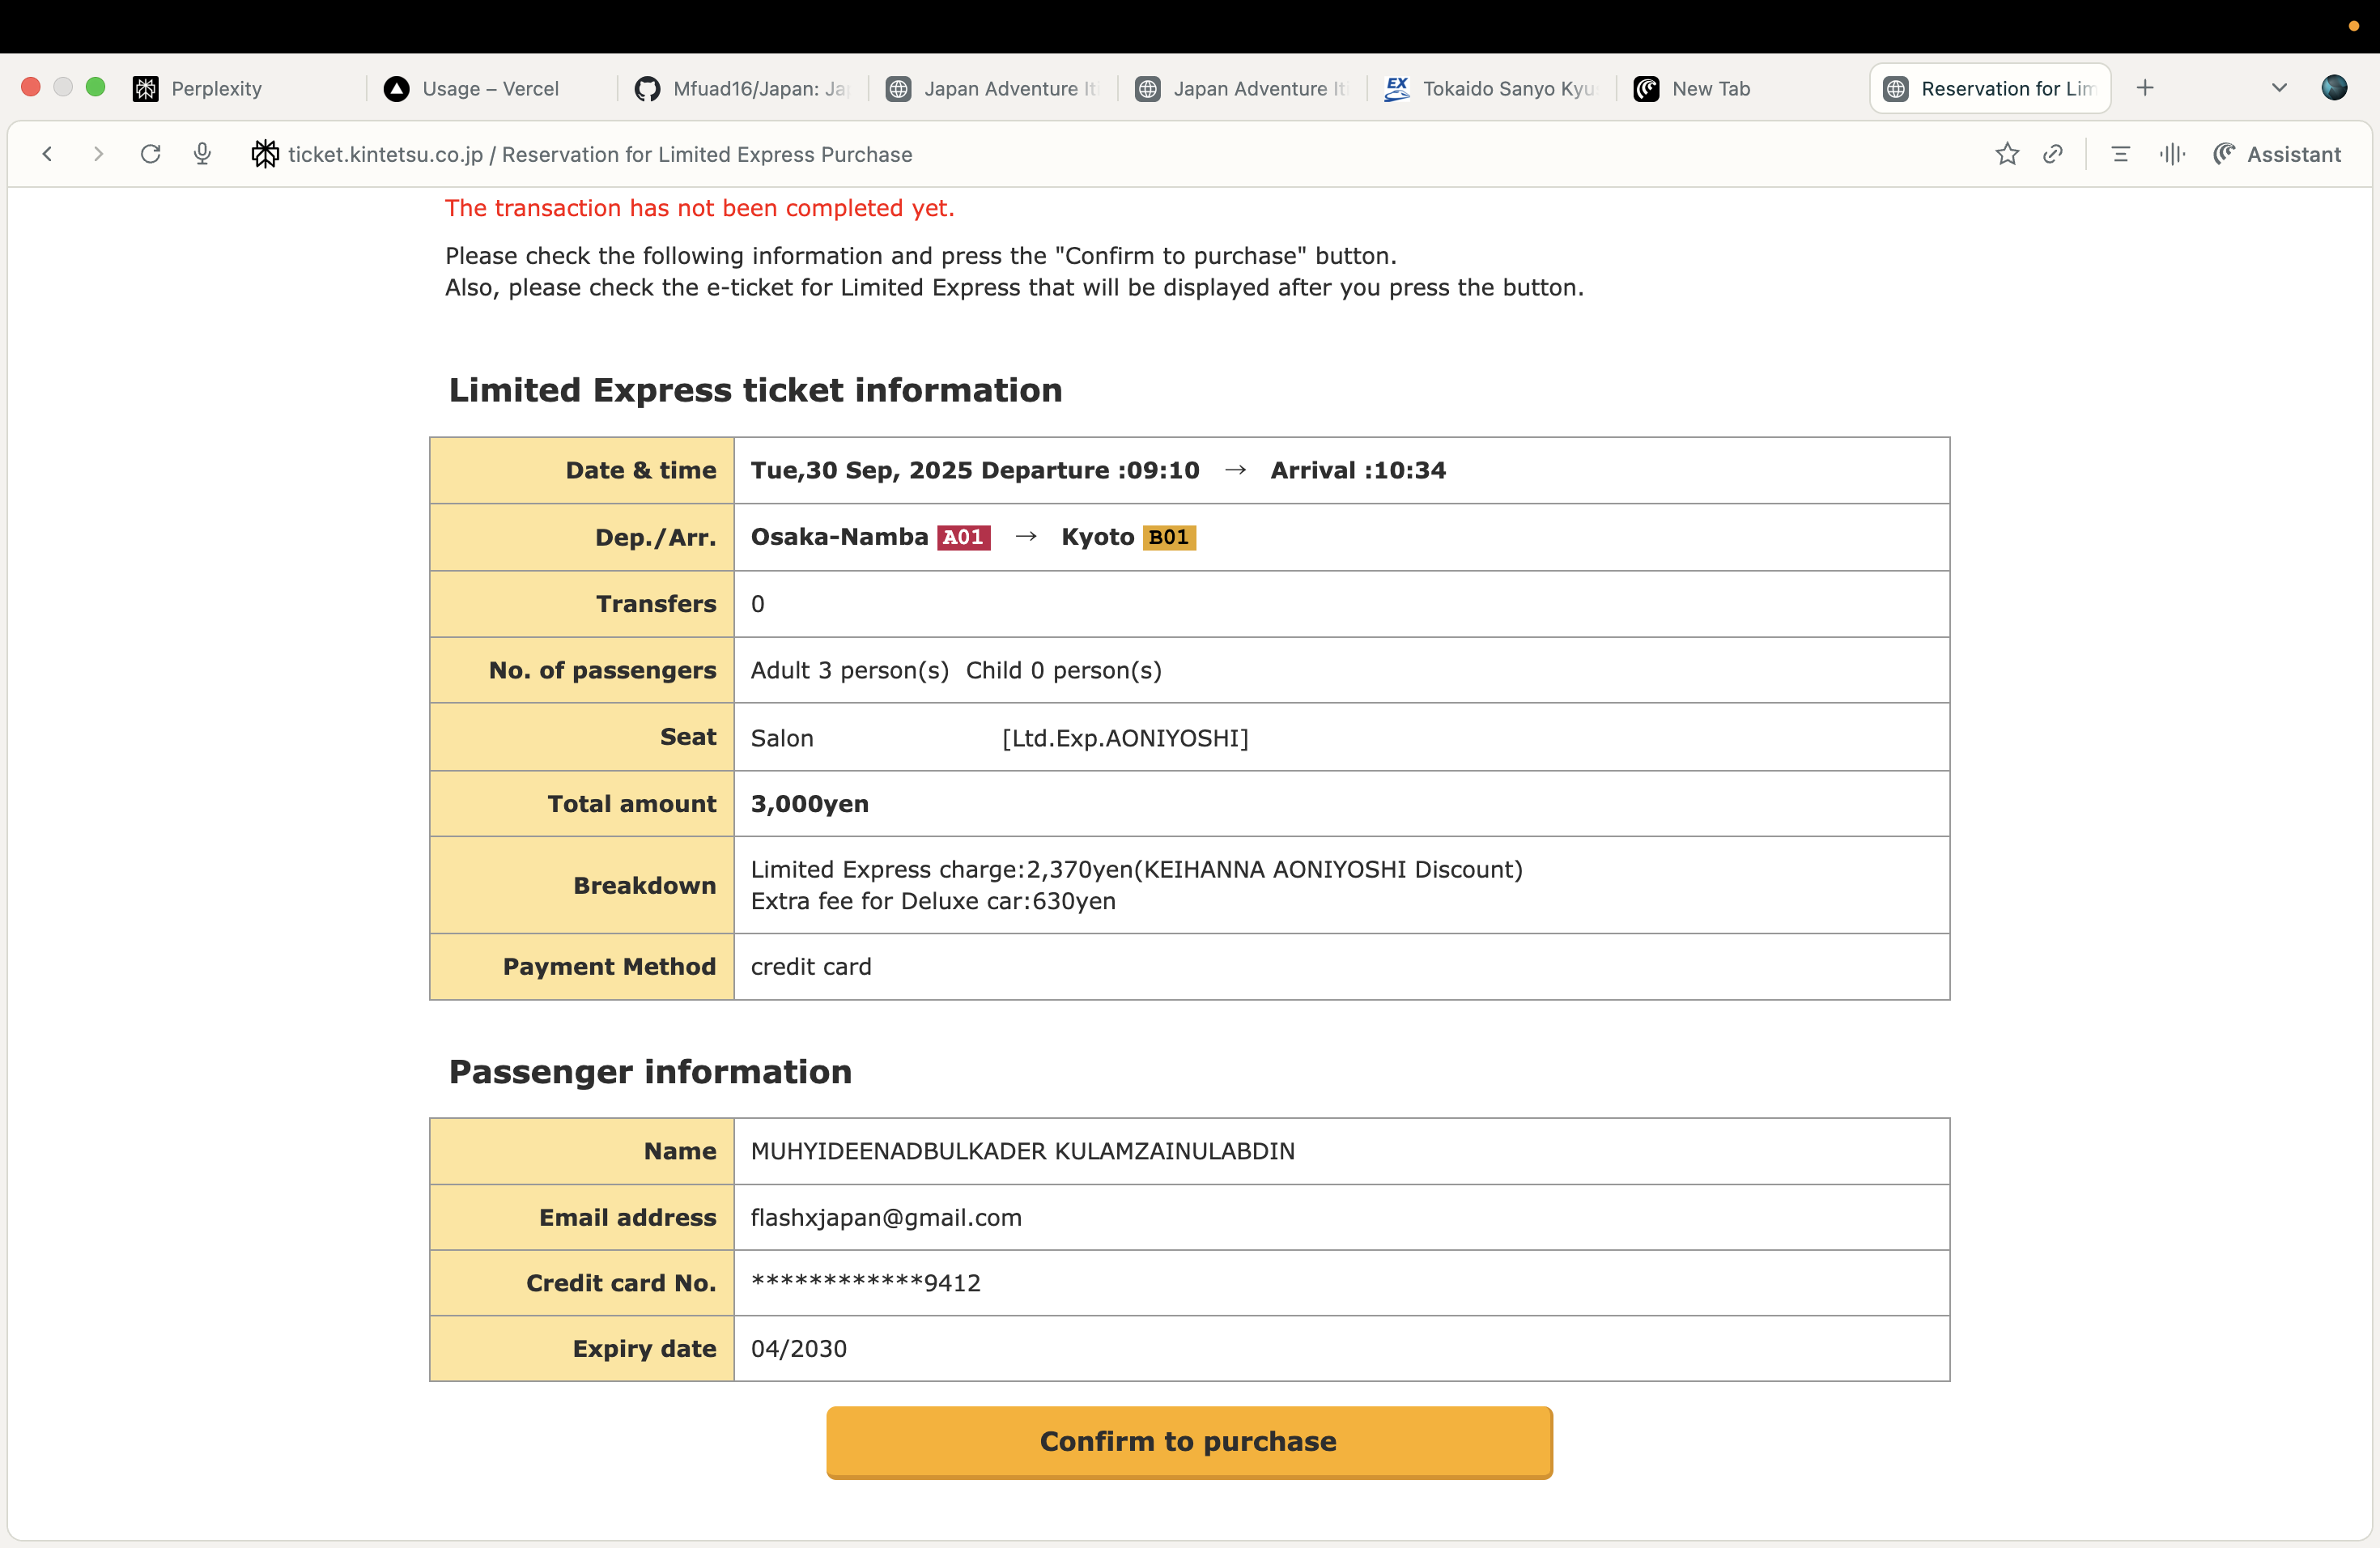 Perplexity
Usage – Vercel
Mfuad16/Japan: Ja
Japan Adventure It
Japan Adventure It
EX Tokaido Sanyo Kyu
New Tab
Reservation for Lim
ticket.kintetsu.co.jp / Reservation for Limited Express Purchase
Assistant
The transaction has not been completed yet.
Please check the following information and press the "Confirm to purchase" button.
Also, please check the e-ticket for Limited Express that will be displayed after you press the button.
Limited Express ticket information
Date & time Tue,30 Sep, 2025 Departure :09:10 → Arrival :10:34
Dep./Arr. Osaka-Namba A01 → Kyoto B01
Transfers 0
No. of passengers Adult 3 person(s) Child 0 person(s)
Seat Salon [Ltd.Exp.AONIYOSHI]
Total amount 3,000yen
Breakdown Limited Express charge:2,370yen(KEIHANNA AONIYOSHI Discount)
Extra fee for Deluxe car:630yen
Payment Method credit card
Passenger information
Name MUHYIDEENADBULKADER KULAMZAINULABDIN
Email address flashxjapan@gmail.com
Credit card No. ************9412
Expiry date 04/2030
Confirm to purchase